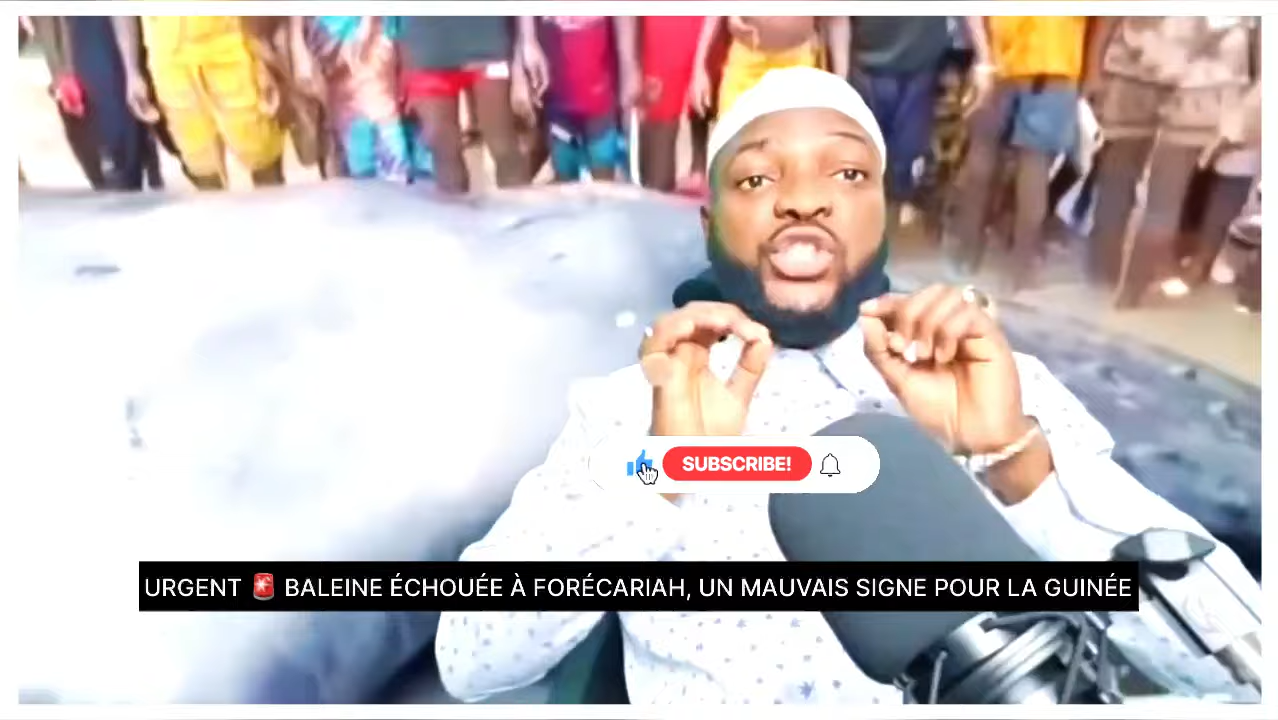 SUBSCRIBE!
URGENT 🚨 BALEINE ÉCHOUÉE À FORÉCARIAH, UN MAUVAIS SIGNE POUR LA GUINÉE